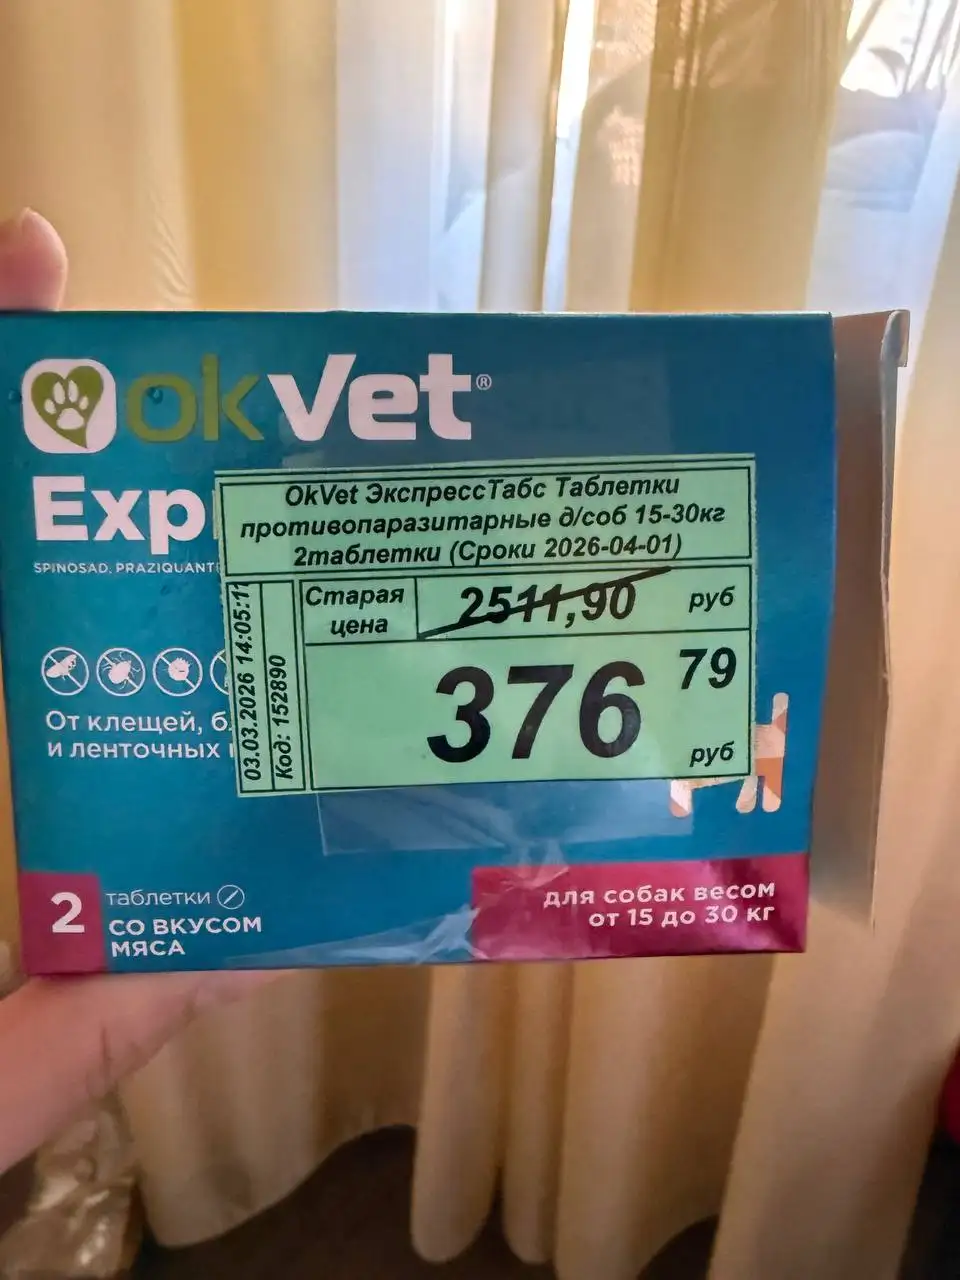 okvet®
Exp
SPINOSAD, PRAZIQUANT
OkVet ЭкспрессТабс Таблетки
противопаразитарные д/соб 15-30кг
2таблетки (Сроки 2026-04-01)
Старая
цена
2511,90 руб
376 79
руб
03.03.2026 14:05:11
Код: 152890
От клещей, б
и ленточных
2 таблетки
СО ВКУСОМ
МЯСА
для собак весом
от 15 до 30 кг